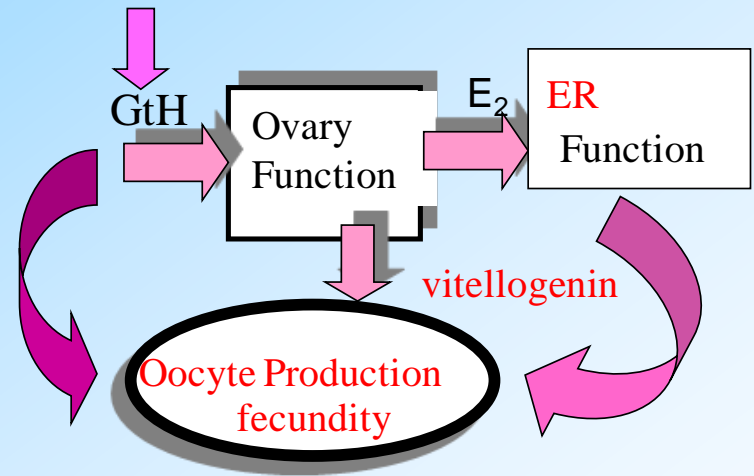 GtH
Ovary
Function
E₂
ER
Function
vitellogenin
Oocyte Production
fecundity